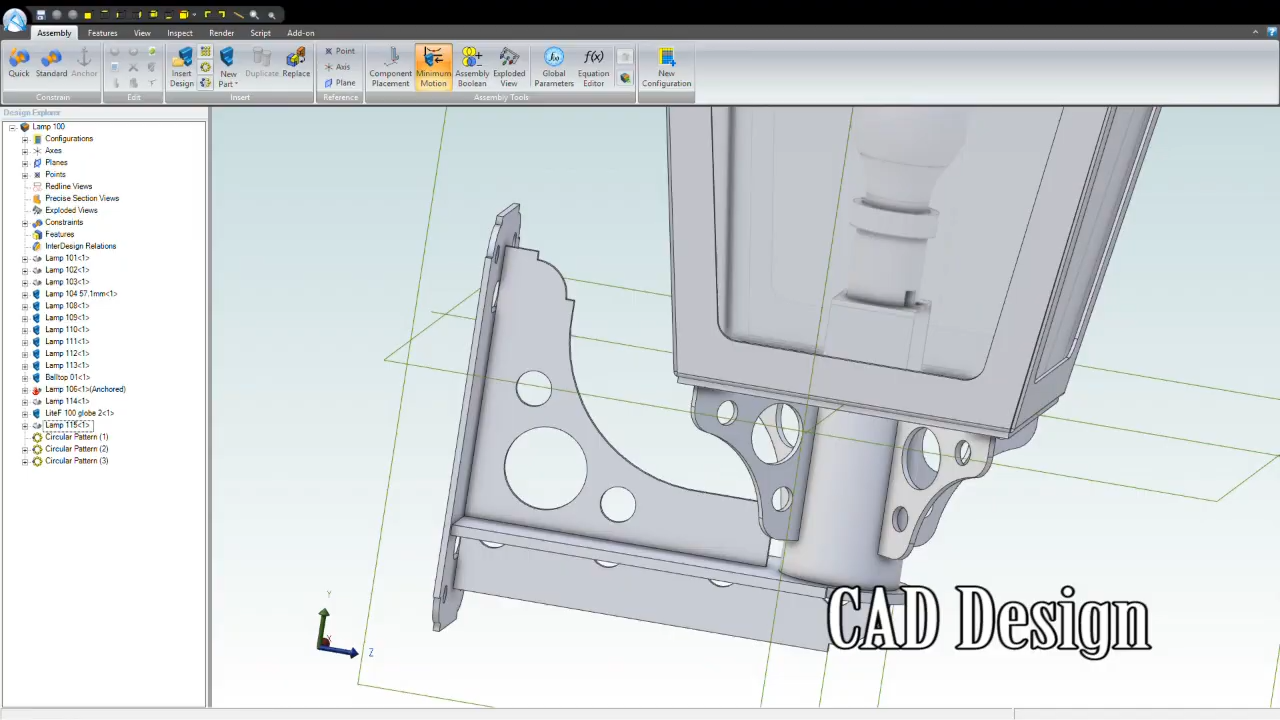 Assembly Features View Inspect Render Script Add-on
Point
Axis
Plane
Quick Standard Anchor
Insert Design
New Part
Duplicate Replace
Component Placement
Minimum Motion
Assembly Boolean
Exploded View
f(x)
Global Parameters
Equation Editor
New Configuration
Constrain Edit Insert Reference Assembly Tools
Design Explorer
Lamp 100
Configurations
Axes
Planes
Points
Redline Views
Precise Section Views
Exploded Views
Constraints
Features
InterDesign Relations
Lamp 101<1>
Lamp 102<1>
Lamp 103<1>
Lamp 104 57.1mm<1>
Lamp 108<1>
Lamp 109<1>
Lamp 110<1>
Lamp 111<1>
Lamp 112<1>
Lamp 113<1>
Balltop 01<1>
Lamp 106<1>(Anchored)
Lamp 114<1>
LiteF 100 globe 2<1>
Lamp 115<1>
Circular Pattern (1)
Circular Pattern (2)
Circular Pattern (3)
Y
X
Z
CAD Design